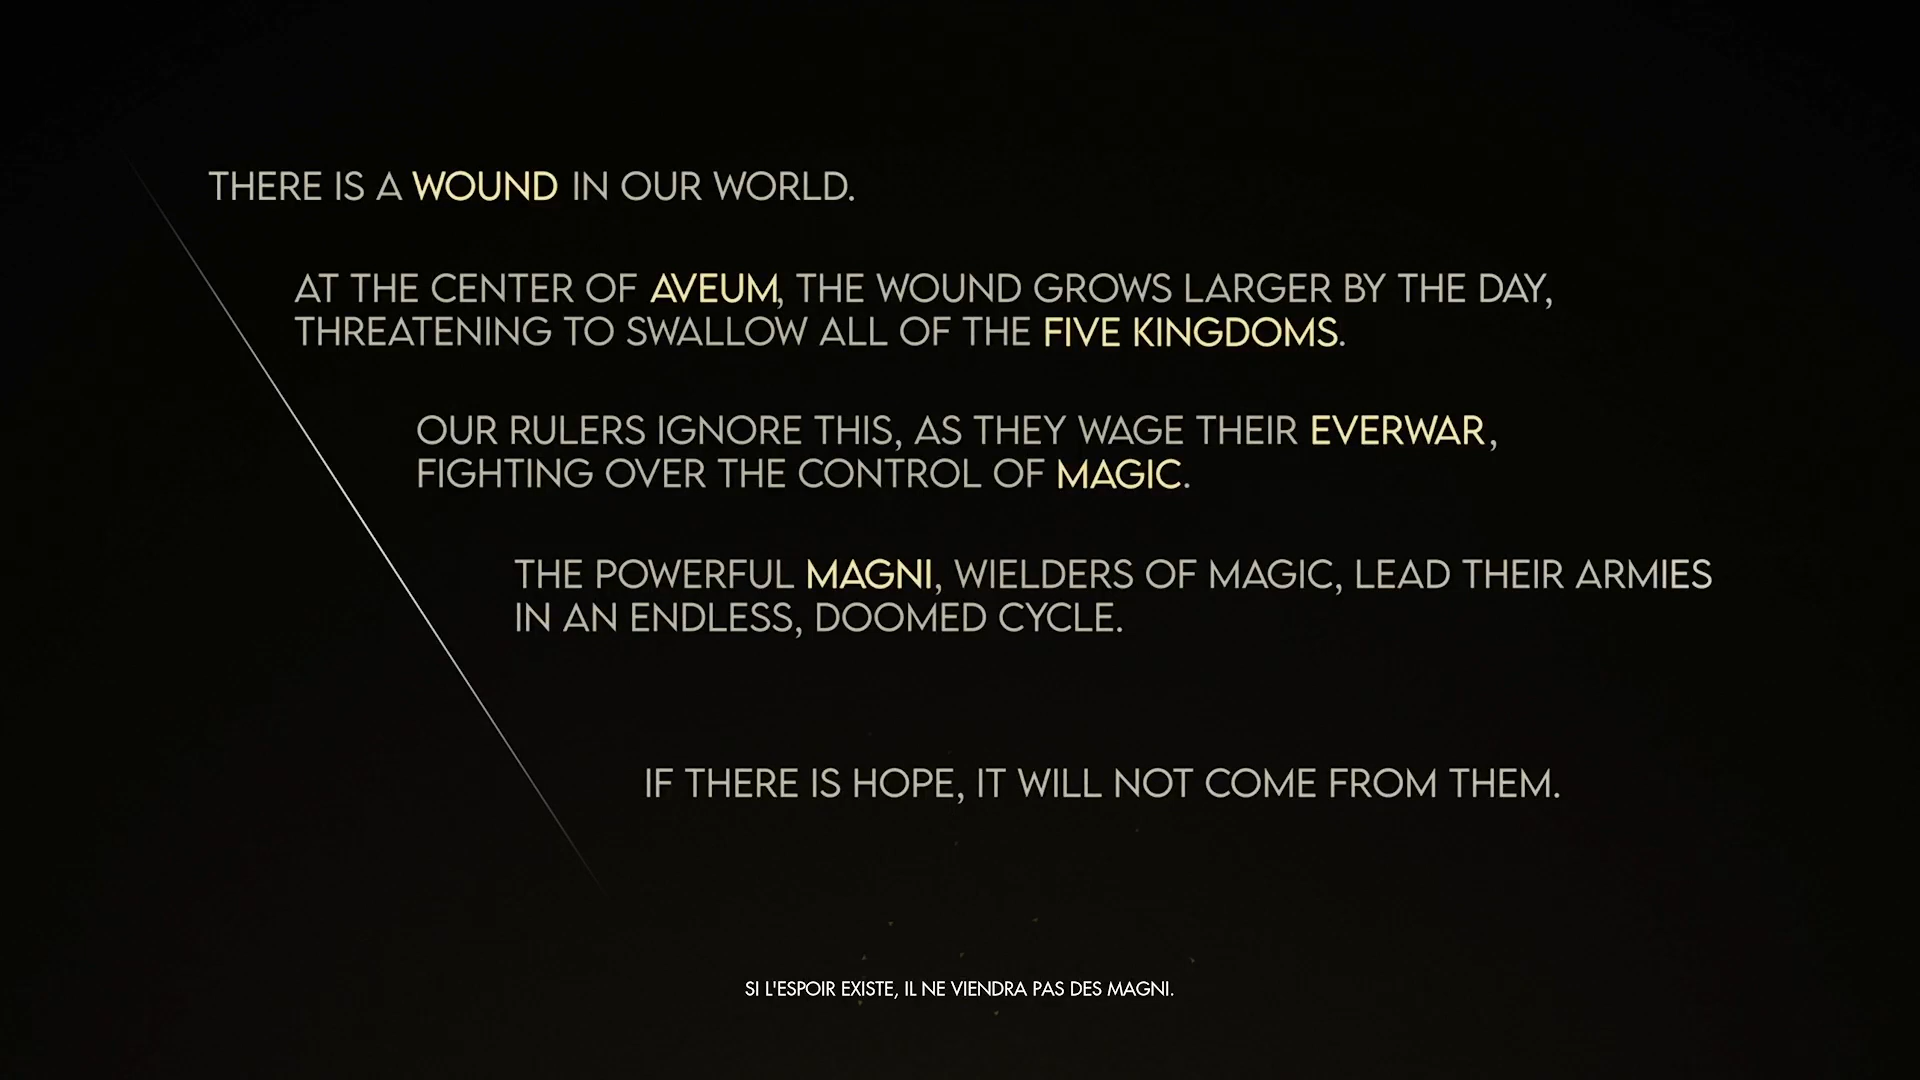 THERE IS A WOUND IN OUR WORLD.
AT THE CENTER OF AVEUM, THE WOUND GROWS LARGER BY THE DAY,
THREATENING TO SWALLOW ALL OF THE FIVE KINGDOMS.
OUR RULERS IGNORE THIS, AS THEY WAGE THEIR EVERWAR,
FIGHTING OVER THE CONTROL OF MAGIC.
THE POWERFUL MAGNI, WIELDERS OF MAGIC, LEAD THEIR ARMIES
IN AN ENDLESS, DOOMED CYCLE.
IF THERE IS HOPE, IT WILL NOT COME FROM THEM.
SI L'ESPOIR EXISTE, IL NE VIENDRA PAS DES MAGNI.